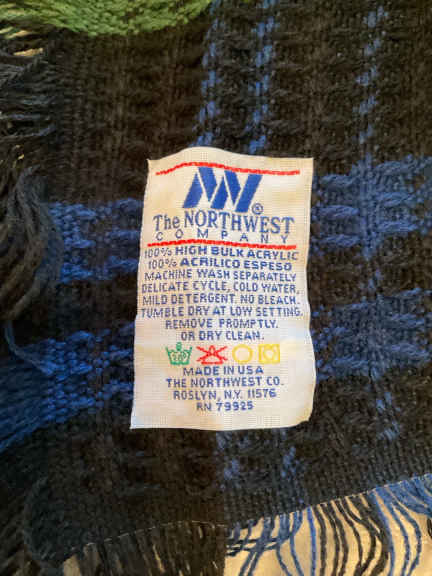 The NORTHWEST®
COMPANY
100% HIGH BULK ACRYLIC
100% ACRILICO ESPESO
MACHINE WASH SEPARATELY
DELICATE CYCLE, COLD WATER,
MILD DETERGENT. NO BLEACH.
TUMBLE DRY AT LOW SETTING.
REMOVE PROMPTLY.
OR DRY CLEAN.
MADE IN USA
THE NORTHWEST CO.
ROSLYN, N.Y. 11576
RN 79925